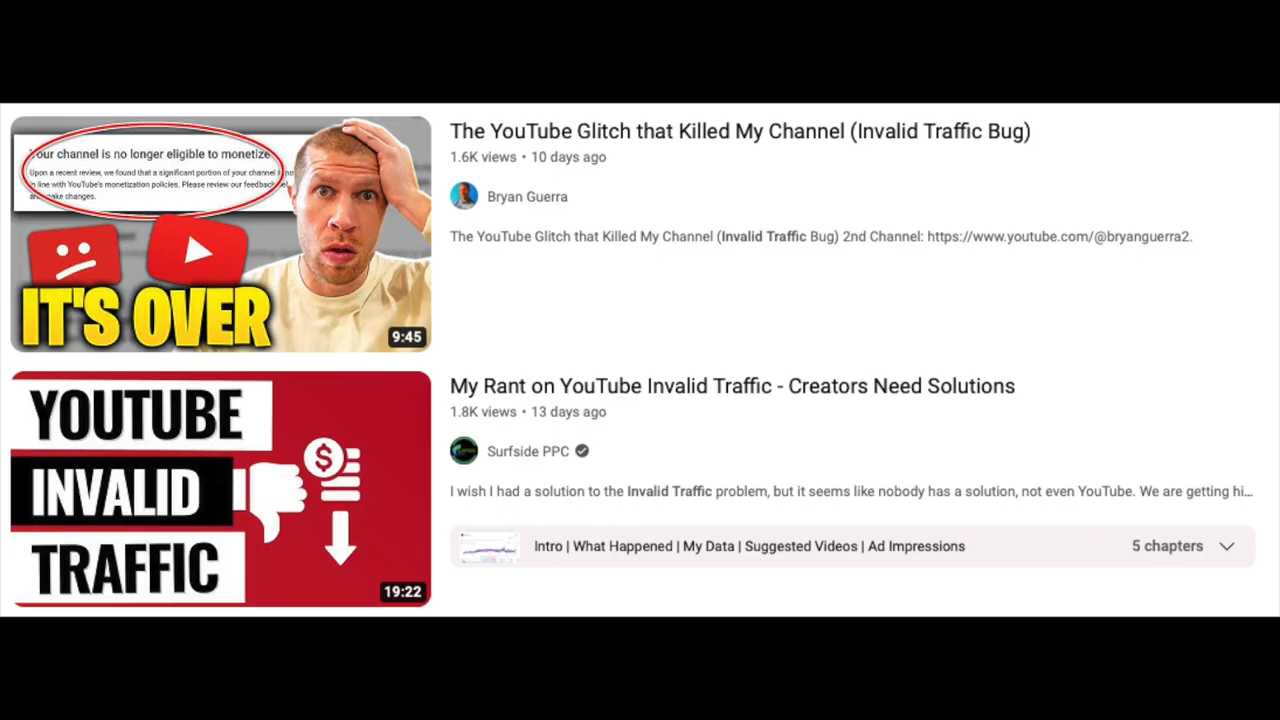 Your channel is no longer eligible to monetize
Upon a recent review, we found that a significant portion of your channel is no
in line with YouTube's monetization policies. Please review our feedback
make changes.
IT'S OVER
9:45
The YouTube Glitch that Killed My Channel (Invalid Traffic Bug)
1.6K views • 10 days ago
Bryan Guerra
The YouTube Glitch that Killed My Channel (Invalid Traffic Bug) 2nd Channel: https://www.youtube.com/@bryanguerra2.
YOUTUBE
INVALID
TRAFFIC
$
19:22
My Rant on YouTube Invalid Traffic - Creators Need Solutions
1.8K views • 13 days ago
Surfside PPC
I wish I had a solution to the Invalid Traffic problem, but it seems like nobody has a solution, not even YouTube. We are getting hi...
Intro | What Happened | My Data | Suggested Videos | Ad Impressions
5 chapters